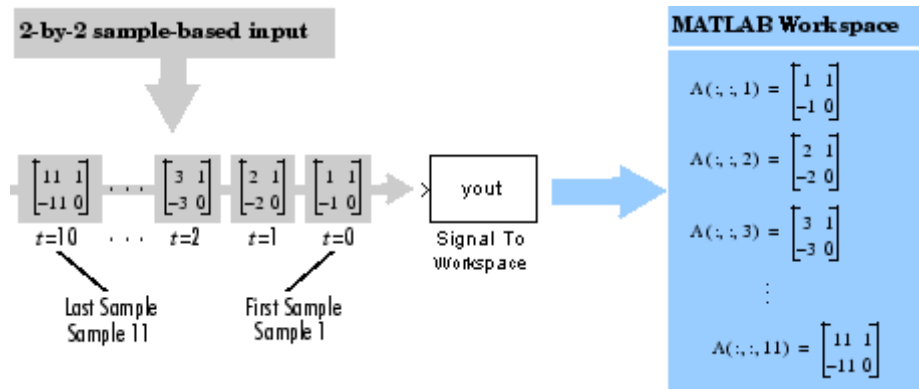 2-by-2 sample-based input
[11 1
-11 0]
. . .
[3 1
-3 0]
[2 1
-2 0]
[1 1
-1 0]
t=10 . . . t=2 t=1 t=0
Last Sample
Sample 11
First Sample
Sample 1
yout
Signal To
Workspace
MATLAB Workspace
A(:,:,1) = [1 1
-1 0]
A(:,:,2) = [2 1
-2 0]
A(:,:,3) = [3 1
-3 0]
⋮
A(:,:,11) = [11 1
-11 0]